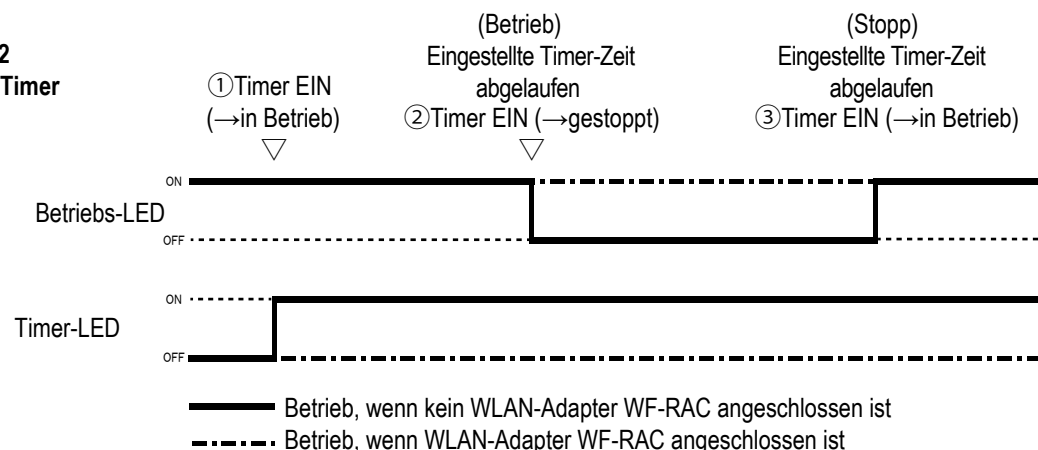 2
Timer
①Timer EIN
(→in Betrieb)
(Betrieb)
Eingestellte Timer-Zeit
abgelaufen
②Timer EIN (→gestoppt)
(Stopp)
Eingestellte Timer-Zeit
abgelaufen
③Timer EIN (→in Betrieb)
ON
Betriebs-LED
OFF
ON
Timer-LED
OFF
Betrieb, wenn kein WLAN-Adapter WF-RAC angeschlossen ist
Betrieb, wenn WLAN-Adapter WF-RAC angeschlossen ist